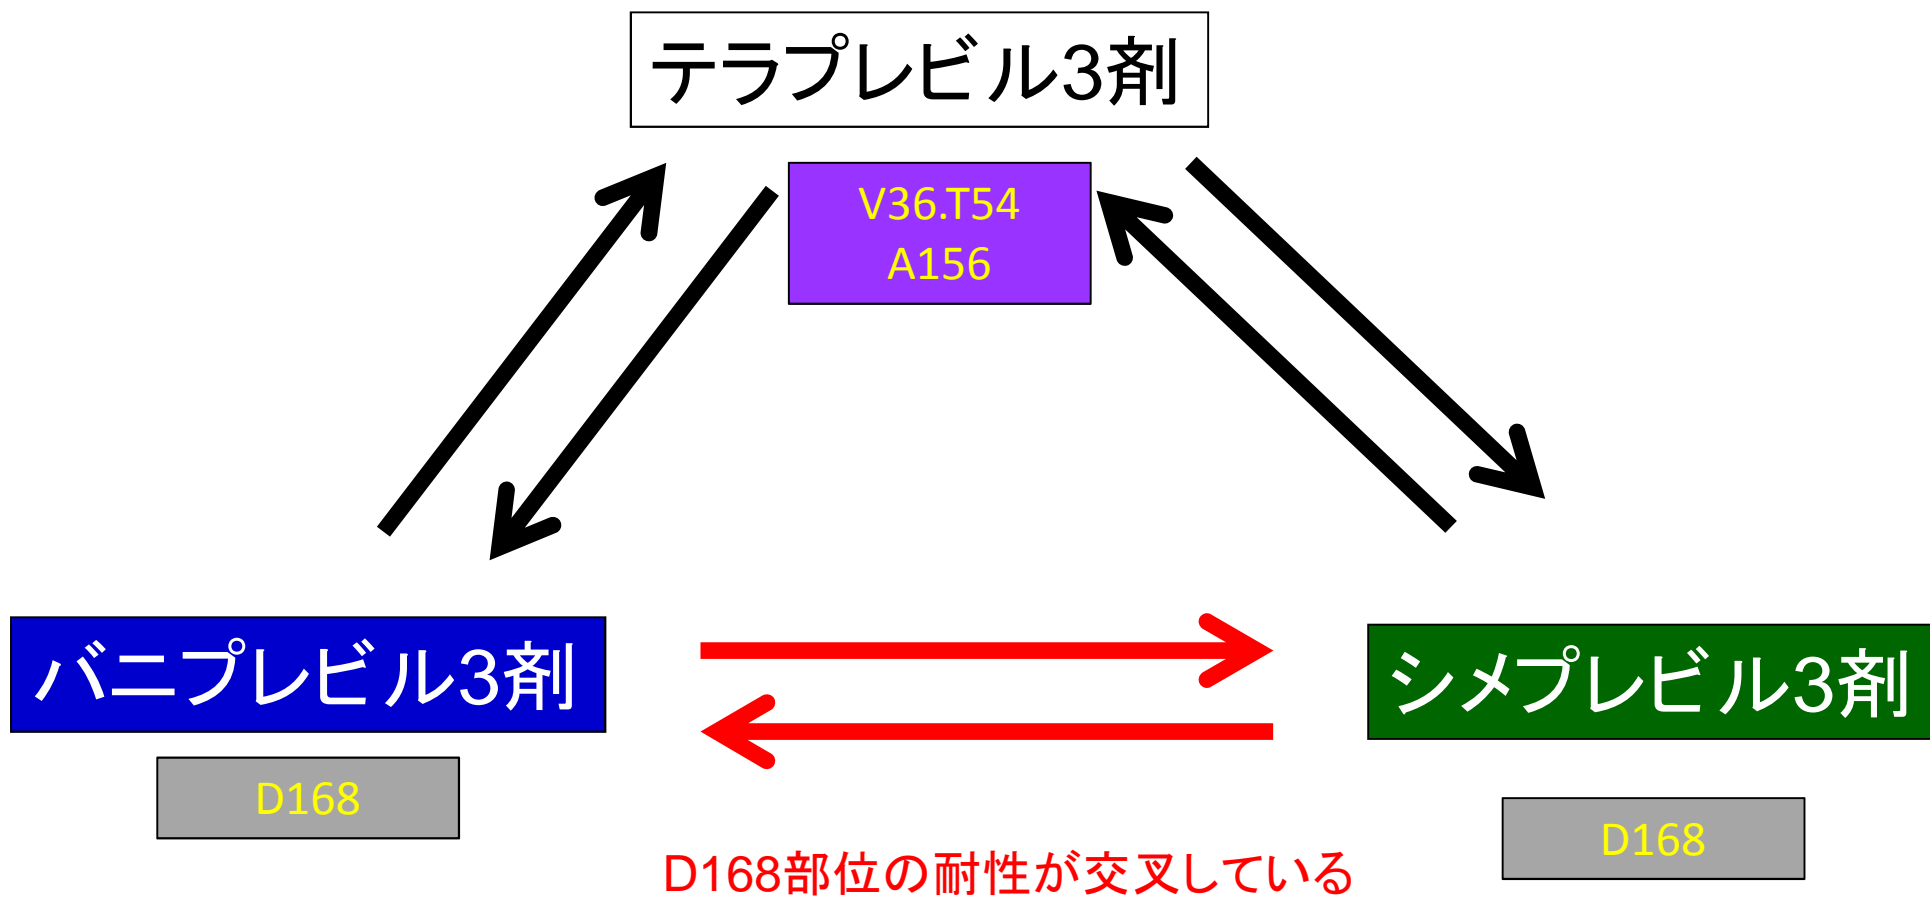 テラプレビル3剤
V36.T54
A156
バニプレビル3剤
シメプレビル3剤
D168
D168
D168部位の耐性が交叉している